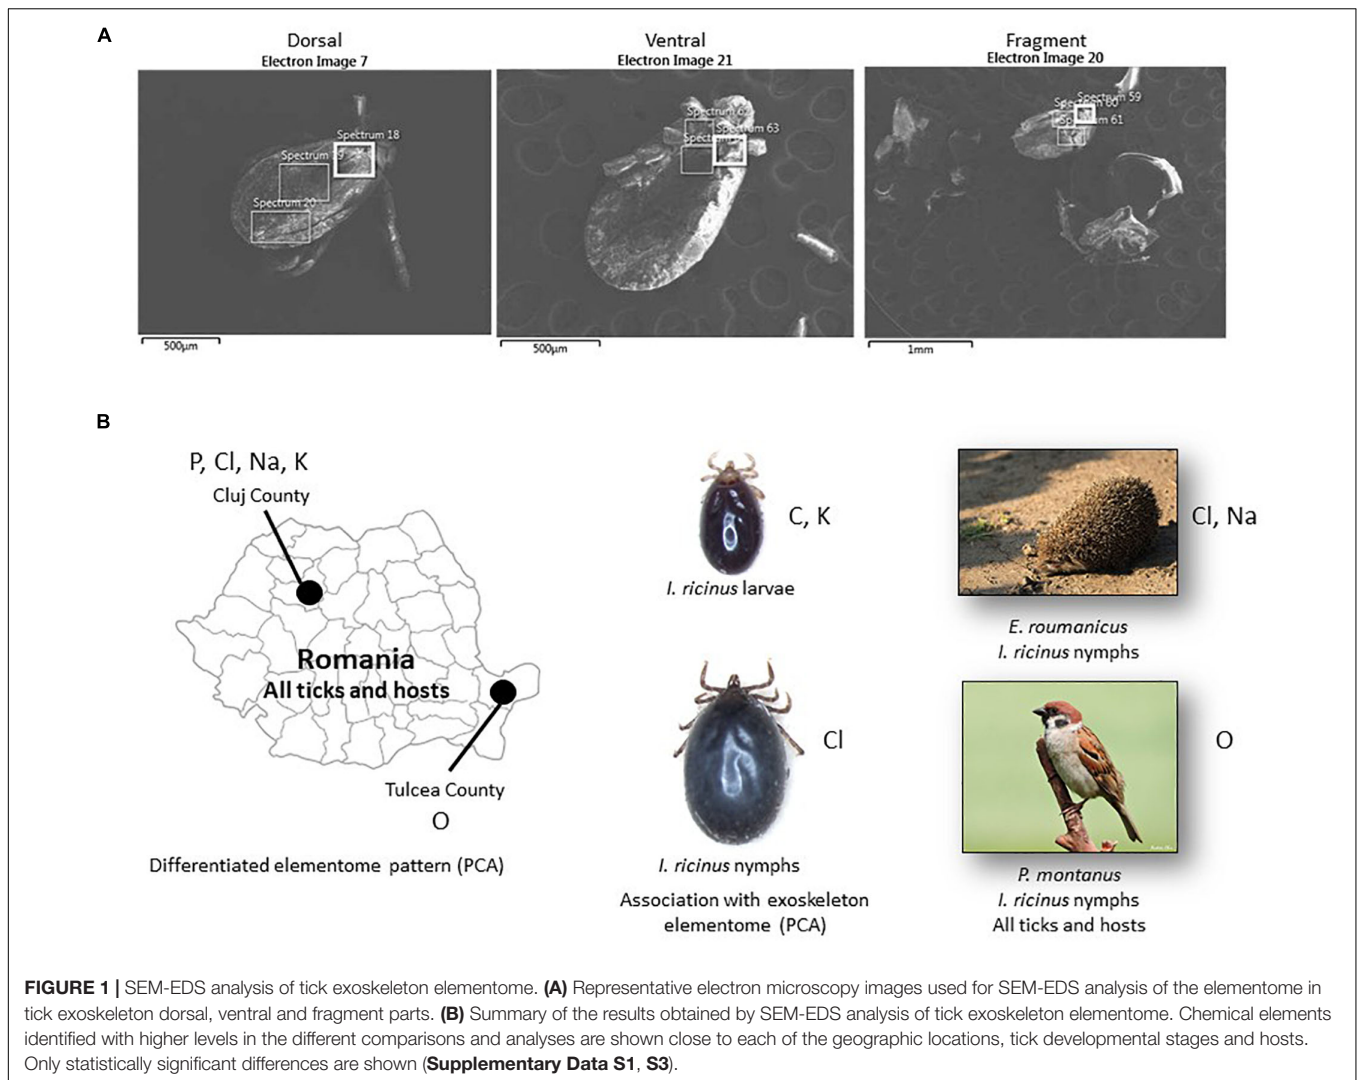 A
Dorsal
Electron Image 7
Spectrum 18
Spectrum
Spectrum 20
500µm
Ventral
Electron Image 21
Spectrum
Spectrum 63
500µm
Fragment
Electron Image 20
Spectrum 59
61
1mm
B
P, Cl, Na, K
Cluj County
Romania
All ticks and hosts
Tulcea County
O
Differentiated elementome pattern (PCA)
C, K
I. ricinus larvae
Cl
I. ricinus nymphs
Association with exoskeleton
elementome (PCA)
Cl, Na
E. roumanicus
I. ricinus nymphs
O
P. montanus
I. ricinus nymphs
All ticks and hosts
FIGURE 1 | SEM-EDS analysis of tick exoskeleton elementome. (A) Representative electron microscopy images used for SEM-EDS analysis of the elementome in
tick exoskeleton dorsal, ventral and fragment parts. (B) Summary of the results obtained by SEM-EDS analysis of tick exoskeleton elementome. Chemical elements
identified with higher levels in the different comparisons and analyses are shown close to each of the geographic locations, tick developmental stages and hosts.
Only statistically significant differences are shown (Supplementary Data S1, S3).